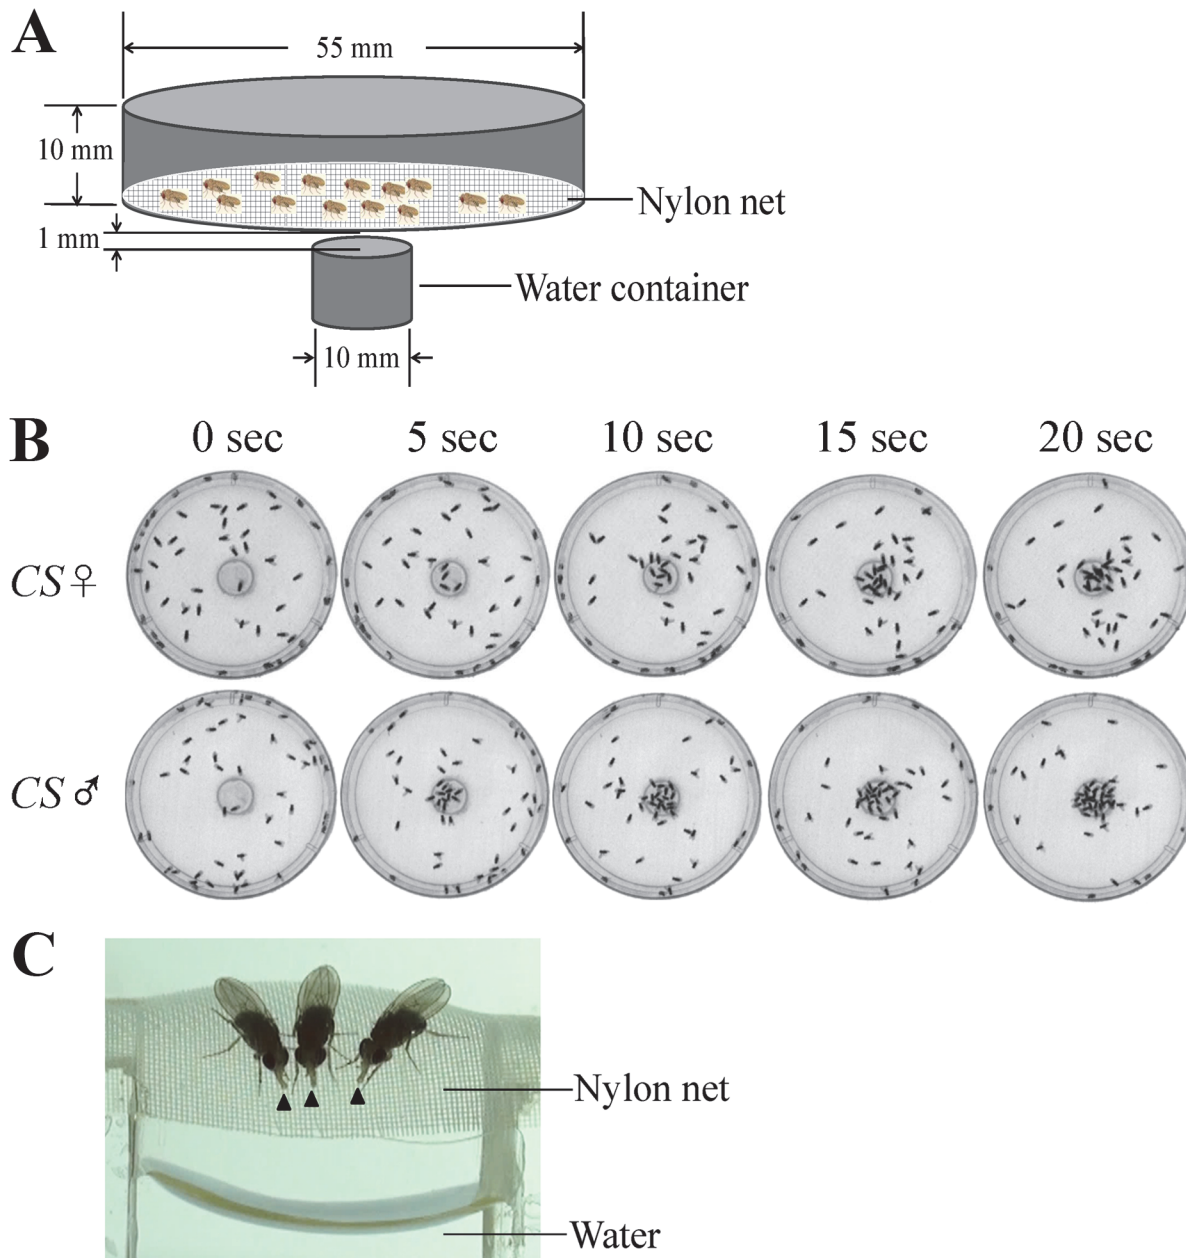 A
55 mm
10 mm
Nylon net
1 mm
Water container
10 mm
B
0 sec 5 sec 10 sec 15 sec 20 sec
CS ♀
CS ♂
C
Nylon net
Water